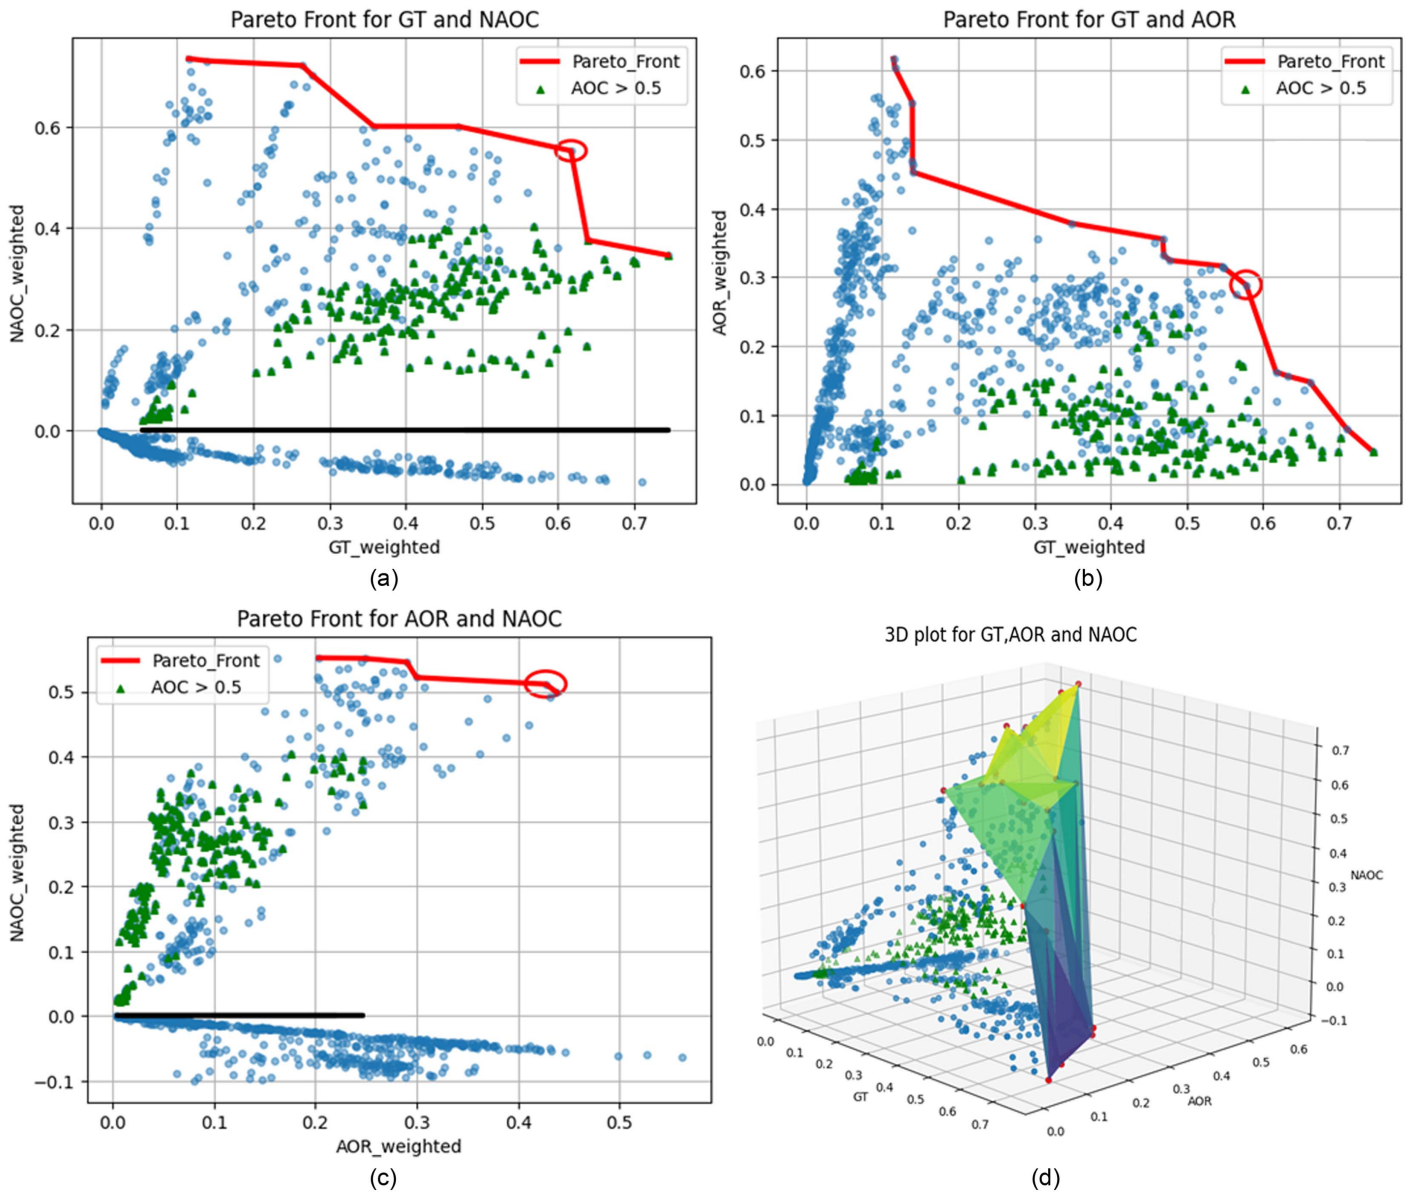 Pareto Front for GT and NAOC
Pareto_Front
AOC > 0.5
NAOC_weighted
0.6
0.4
0.2
0.0
0.0 0.1 0.2 0.3 0.4 0.5 0.6 0.7
GT_weighted
(a)
Pareto Front for GT and AOR
Pareto_Front
AOC > 0.5
AOR_weighted
0.6
0.5
0.4
0.3
0.2
0.1
0.0
0.0 0.1 0.2 0.3 0.4 0.5 0.6 0.7
GT_weighted
(b)
Pareto Front for AOR and NAOC
Pareto_Front
AOC > 0.5
NAOC_weighted
0.5
0.4
0.3
0.2
0.1
0.0
−0.1
0.0 0.1 0.2 0.3 0.4 0.5
AOR_weighted
(c)
3D plot for GT,AOR and NAOC
0.7
0.6
0.5
0.4
0.3
0.2
0.1
0.0
−0.1
NAOC
0.0 0.1 0.2 0.3 0.4 0.5 0.6 0.7
GT
0.0 0.1 0.2 0.3 0.4 0.5 0.6
AOR
(d)